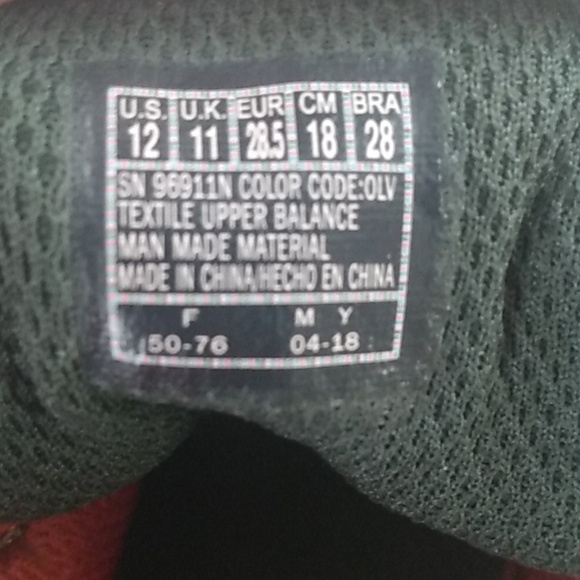 U.S. U.K. EUR CM BRA
12 11 28.5 18 28
SN 96911N COLOR CODE:OLV
TEXTILE UPPER BALANCE
MAN MADE MATERIAL
MADE IN CHINA/HECHO EN CHINA
F M Y
50-76 04-18